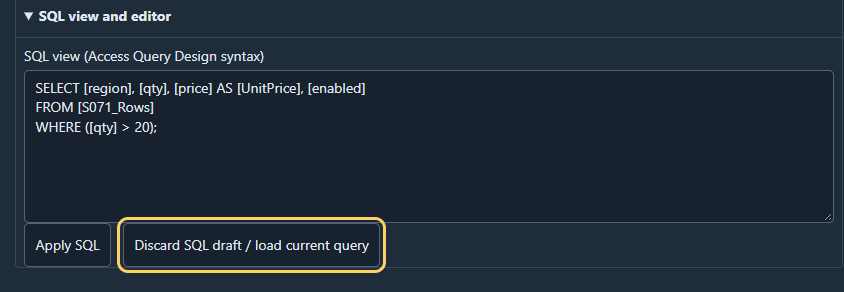 ▼ SQL view and editor
SQL view (Access Query Design syntax)
SELECT [region], [qty], [price] AS [UnitPrice], [enabled]
FROM [S071_Rows]
WHERE ([qty] > 20);
Apply SQL
Discard SQL draft / load current query